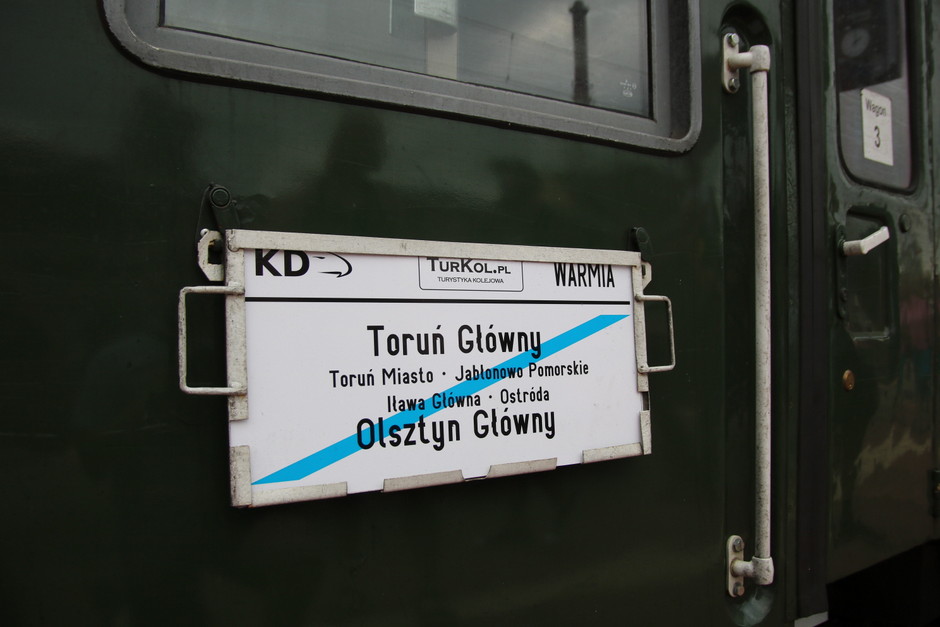 Wagon
3
KD TURKOL.PL WARMIA
TURYSTYKA KOLEJOWA
Toruń Główny
Toruń Miasto · Jabłonowo Pomorskie
Iława Główna · Ostróda
Olsztyn Główny